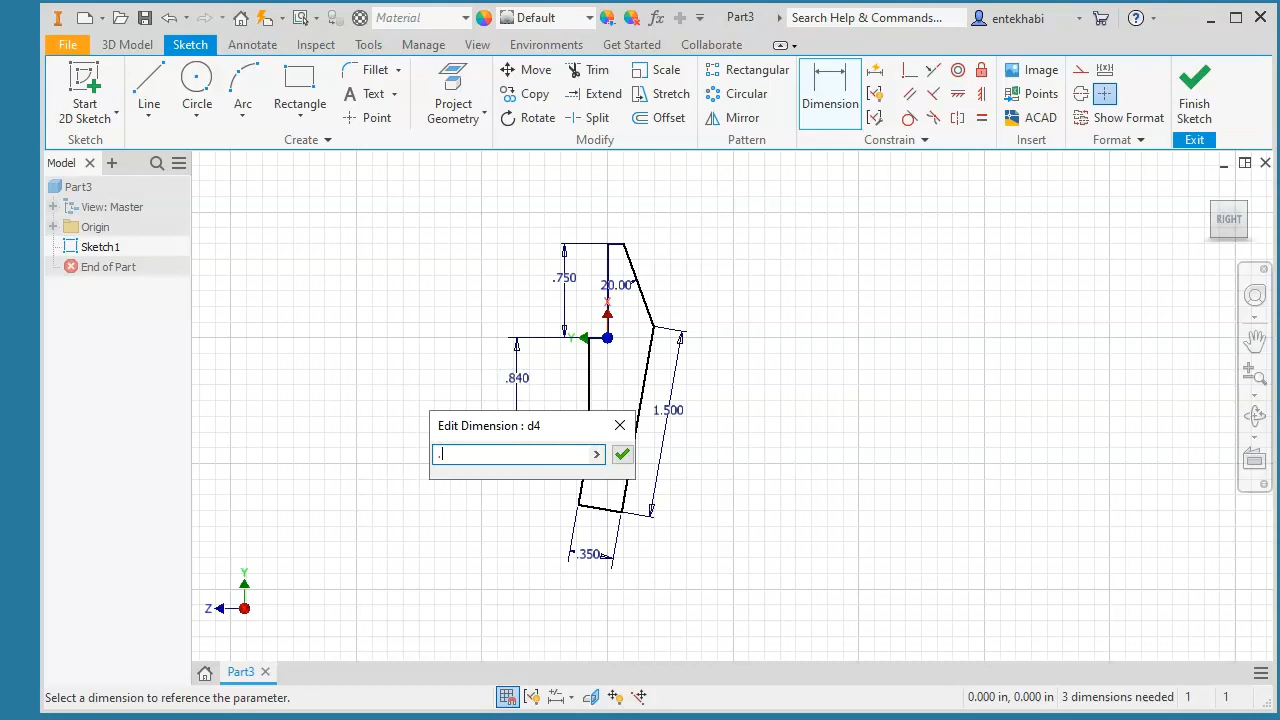 Material
Default
Part3
Search Help & Commands...
entekhabi
File
3D Model
Sketch
Annotate
Inspect
Tools
Manage
View
Environments
Get Started
Collaborate
Start
2D Sketch
Line
Circle
Arc
Rectangle
Fillet
Text
Point
Project
Geometry
Move
Copy
Rotate
Trim
Extend
Split
Scale
Stretch
Offset
Rectangular
Circular
Mirror
Dimension
Image
Points
ACAD
Show Format
Finish
Sketch
Sketch
Create
Modify
Pattern
Constrain
Insert
Format
Exit
Model
Part3
View: Master
Origin
Sketch1
End of Part
RIGHT
.750
20.00
X
Y
.840
1.500
Edit Dimension : d4
.
.350
Y
Z
Part3
Select a dimension to reference the parameter.
0.000 in, 0.000 in
3 dimensions needed
1
1